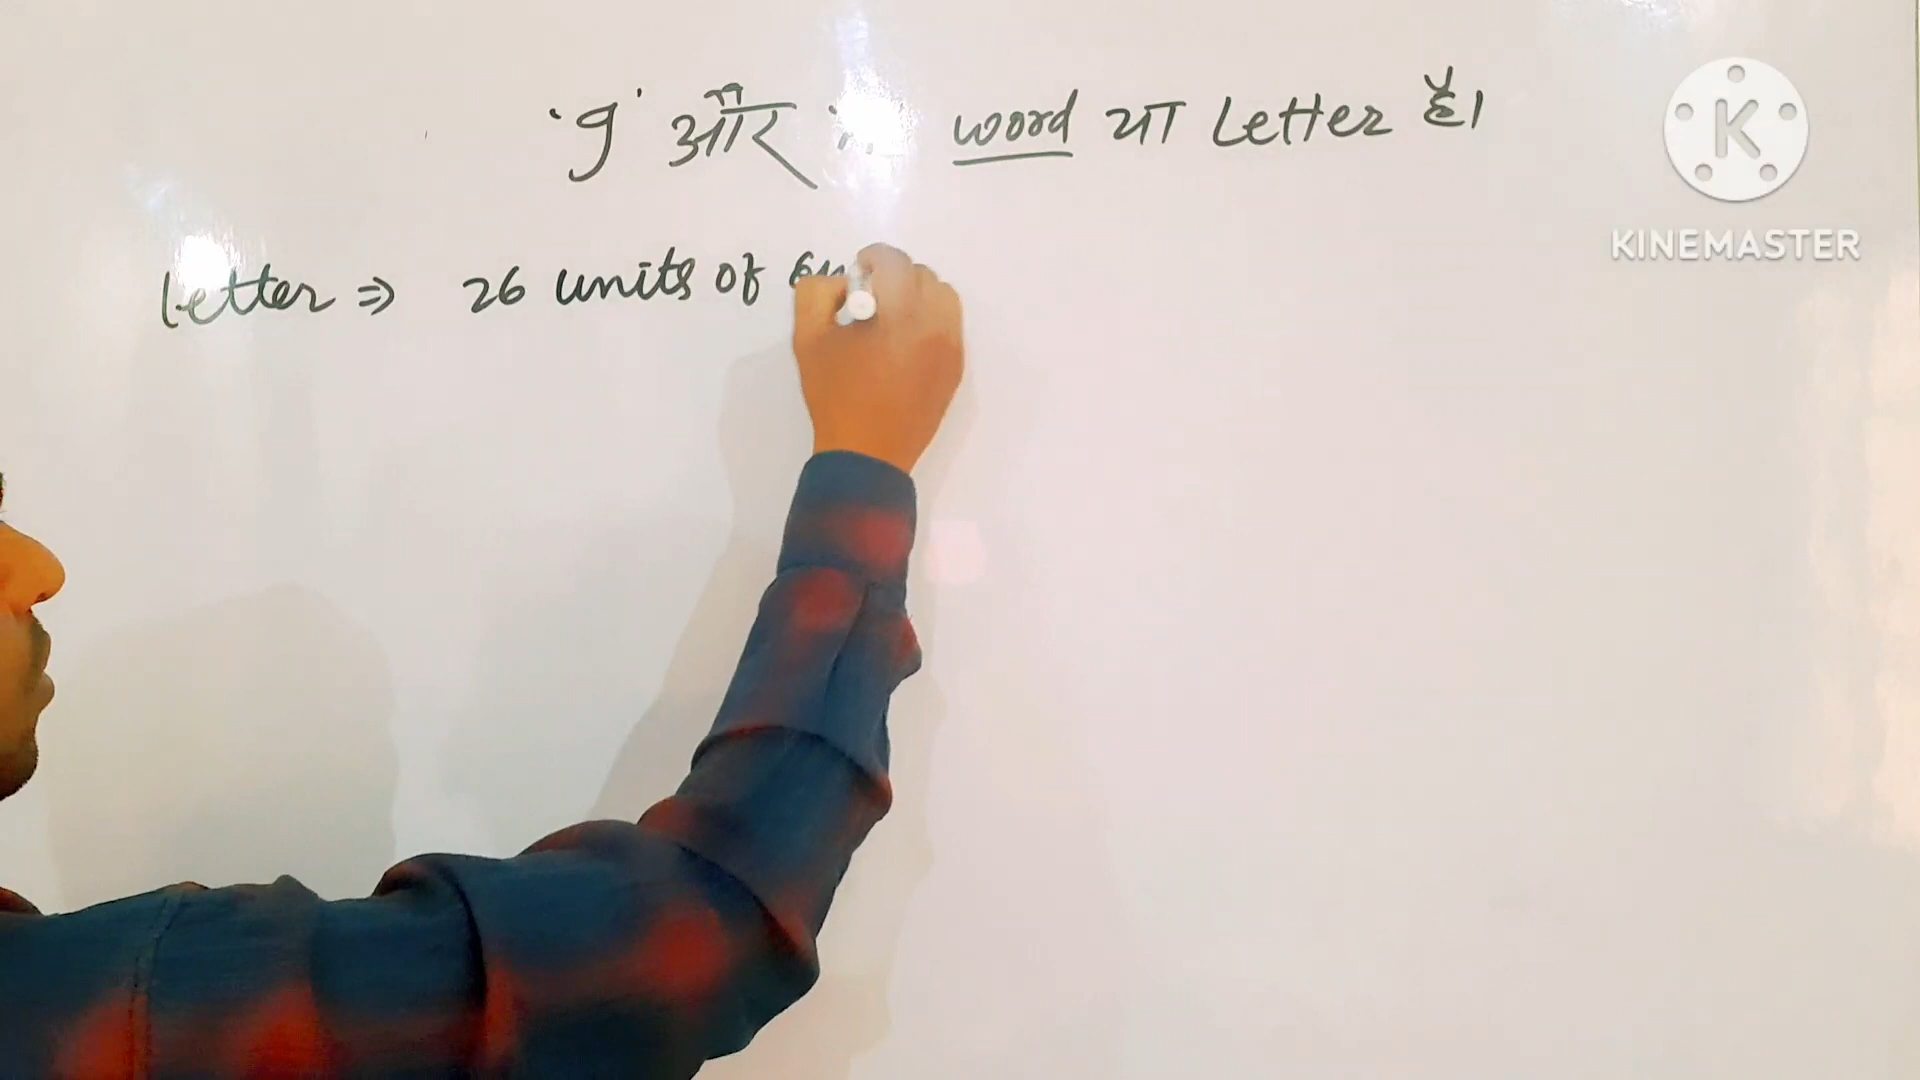 'g' और word या Letter है।
K
KINEMASTER
letter ⇒ 26 units of